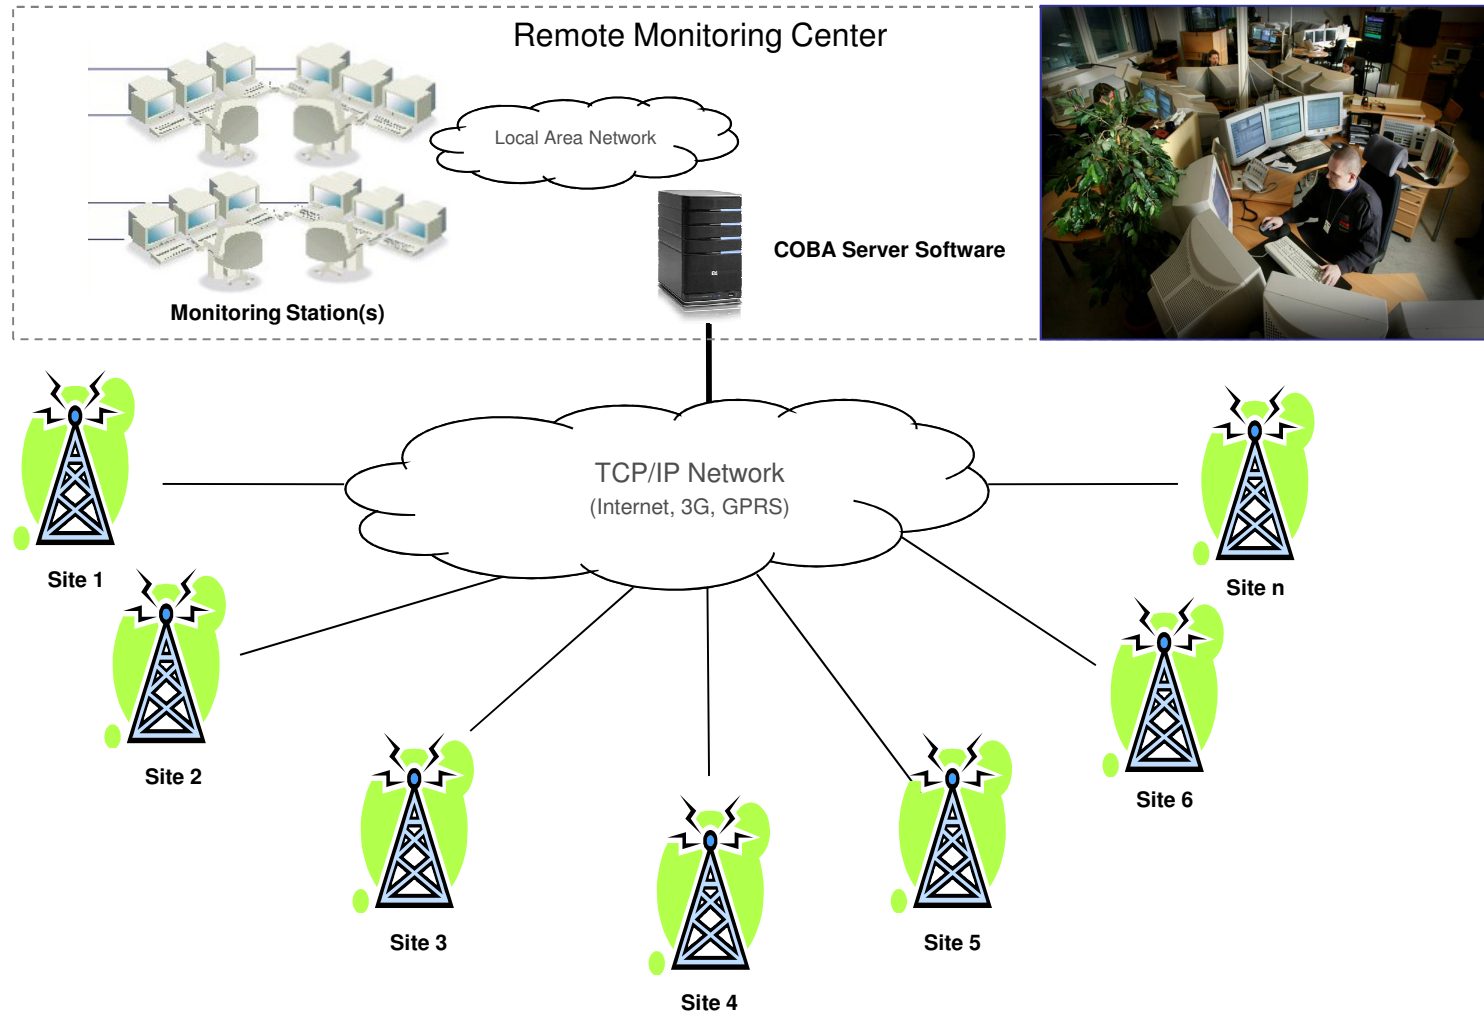 Remote Monitoring Center
Local Area Network
COBA Server Software
Monitoring Station(s)
TCP/IP Network
(Internet, 3G, GPRS)
Site 1
Site n
Site 2
Site 6
Site 3
Site 5
Site 4